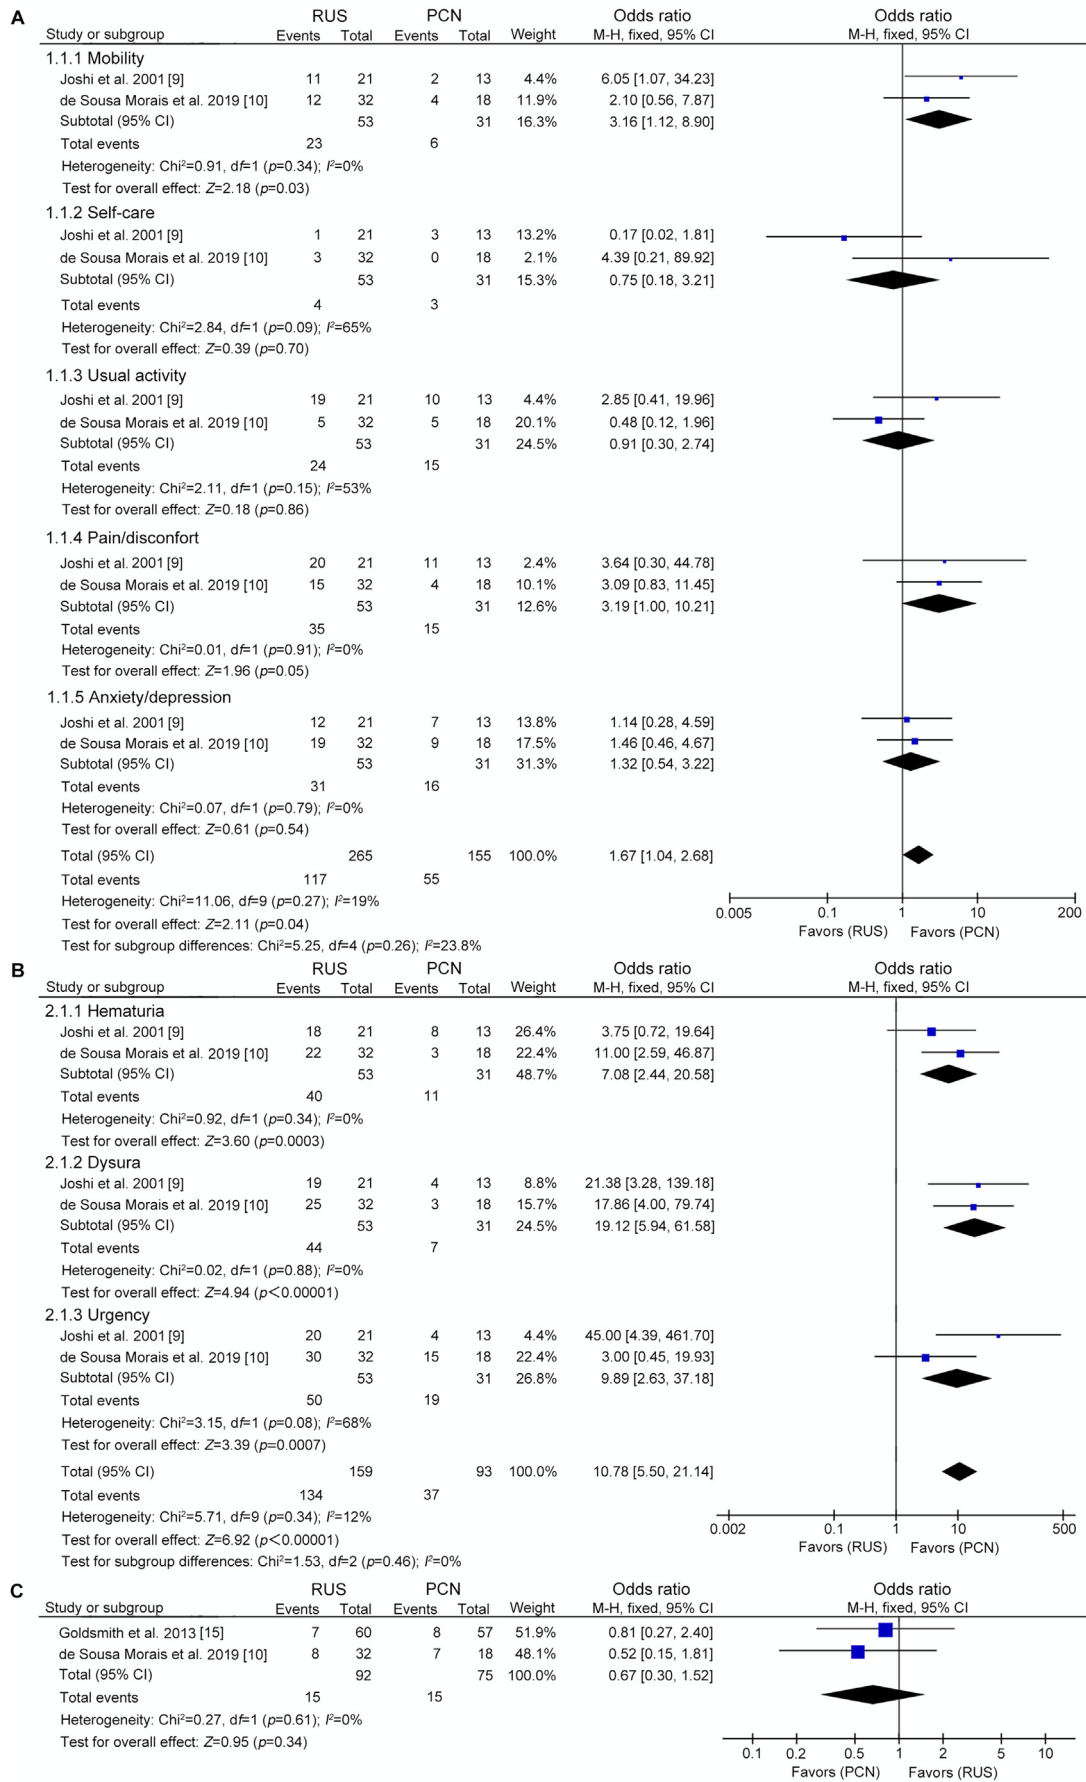 A
RUS PCN Odds ratio Odds ratio
Study or subgroup Events Total Events Total Weight M-H, fixed, 95% CI M-H, fixed, 95% CI
1.1.1 Mobility
Joshi et al. 2001 [9] 11 21 2 13 4.4% 6.05 [1.07, 34.23]
de Sousa Morais et al. 2019 [10] 12 32 4 18 11.9% 2.10 [0.56, 7.87]
Subtotal (95% CI) 53 31 16.3% 3.16 [1.12, 8.90]
Total events 23 6
Heterogeneity: Chi²=0.91, df=1 (p=0.34); I²=0%
Test for overall effect: Z=2.18 (p=0.03)
1.1.2 Self-care
Joshi et al. 2001 [9] 1 21 3 13 13.2% 0.17 [0.02, 1.81]
de Sousa Morais et al. 2019 [10] 3 32 0 18 2.1% 4.39 [0.21, 89.92]
Subtotal (95% CI) 53 31 15.3% 0.75 [0.18, 3.21]
Total events 4 3
Heterogeneity: Chi²=2.84, df=1 (p=0.09); I²=65%
Test for overall effect: Z=0.39 (p=0.70)
1.1.3 Usual activity
Joshi et al. 2001 [9] 19 21 10 13 4.4% 2.85 [0.41, 19.96]
de Sousa Morais et al. 2019 [10] 5 32 5 18 20.1% 0.48 [0.12, 1.96]
Subtotal (95% CI) 53 31 24.5% 0.91 [0.30, 2.74]
Total events 24 15
Heterogeneity: Chi²=2.11, df=1 (p=0.15); I²=53%
Test for overall effect: Z=0.18 (p=0.86)
1.1.4 Pain/disconfort
Joshi et al. 2001 [9] 20 21 11 13 2.4% 3.64 [0.30, 44.78]
de Sousa Morais et al. 2019 [10] 15 32 4 18 10.1% 3.09 [0.83, 11.45]
Subtotal (95% CI) 53 31 12.6% 3.19 [1.00, 10.21]
Total events 35 15
Heterogeneity: Chi²=0.01, df=1 (p=0.91); I²=0%
Test for overall effect: Z=1.96 (p=0.05)
1.1.5 Anxiety/depression
Joshi et al. 2001 [9] 12 21 7 13 13.8% 1.14 [0.28, 4.59]
de Sousa Morais et al. 2019 [10] 19 32 9 18 17.5% 1.46 [0.46, 4.67]
Subtotal (95% CI) 53 31 31.3% 1.32 [0.54, 3.22]
Total events 31 16
Heterogeneity: Chi²=0.07, df=1 (p=0.79); I²=0%
Test for overall effect: Z=0.61 (p=0.54)
Total (95% CI) 265 155 100.0% 1.67 [1.04, 2.68]
Total events 117 55
Heterogeneity: Chi²=11.06, df=9 (p=0.27); I²=19%
Test for overall effect: Z=2.11 (p=0.04)
Test for subgroup differences: Chi²=5.25, df=4 (p=0.26); I²=23.8%
0.005 0.1 1 10 200
Favors (RUS) Favors (PCN)
B
RUS PCN Odds ratio Odds ratio
Study or subgroup Events Total Events Total Weight M-H, fixed, 95% CI M-H, fixed, 95% CI
2.1.1 Hematuria
Joshi et al. 2001 [9] 18 21 8 13 26.4% 3.75 [0.72, 19.64]
de Sousa Morais et al. 2019 [10] 22 32 3 18 22.4% 11.00 [2.59, 46.87]
Subtotal (95% CI) 53 31 48.7% 7.08 [2.44, 20.58]
Total events 40 11
Heterogeneity: Chi²=0.92, df=1 (p=0.34); I²=0%
Test for overall effect: Z=3.60 (p=0.0003)
2.1.2 Dysura
Joshi et al. 2001 [9] 19 21 4 13 8.8% 21.38 [3.28, 139.18]
de Sousa Morais et al. 2019 [10] 25 32 3 18 15.7% 17.86 [4.00, 79.74]
Subtotal (95% CI) 53 31 24.5% 19.12 [5.94, 61.58]
Total events 44 7
Heterogeneity: Chi²=0.02, df=1 (p=0.88); I²=0%
Test for overall effect: Z=4.94 (p<0.00001)
2.1.3 Urgency
Joshi et al. 2001 [9] 20 21 4 13 4.4% 45.00 [4.39, 461.70]
de Sousa Morais et al. 2019 [10] 30 32 15 18 22.4% 3.00 [0.45, 19.93]
Subtotal (95% CI) 53 31 26.8% 9.89 [2.63, 37.18]
Total events 50 19
Heterogeneity: Chi²=3.15, df=1 (p=0.08); I²=68%
Test for overall effect: Z=3.39 (p=0.0007)
Total (95% CI) 159 93 100.0% 10.78 [5.50, 21.14]
Total events 134 37
Heterogeneity: Chi²=5.71, df=9 (p=0.34); I²=12%
Test for overall effect: Z=6.92 (p<0.00001)
Test for subgroup differences: Chi²=1.53, df=2 (p=0.46); I²=0%
0.002 0.1 1 10 500
Favors (RUS) Favors (PCN)
C
RUS PCN Odds ratio Odds ratio
Study or subgroup Events Total Events Total Weight M-H, fixed, 95% CI M-H, fixed, 95% CI
Goldsmith et al. 2013 [15] 7 60 8 57 51.9% 0.81 [0.27, 2.40]
de Sousa Morais et al. 2019 [10] 8 32 7 18 48.1% 0.52 [0.15, 1.81]
Total (95% CI) 92 75 100.0% 0.67 [0.30, 1.52]
Total events 15 15
Heterogeneity: Chi²=0.27, df=1 (p=0.61); I²=0%
Test for overall effect: Z=0.95 (p=0.34)
0.1 0.2 0.5 1 2 5 10
Favors (PCN) Favors (RUS)